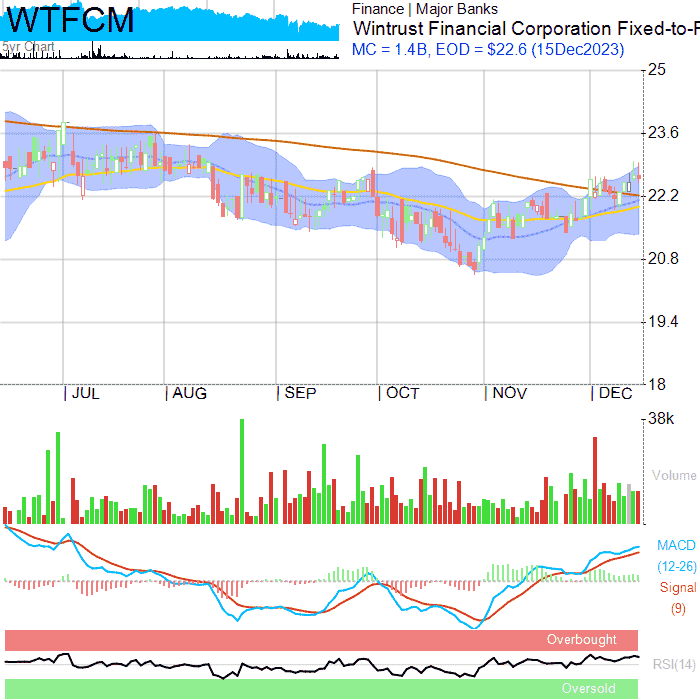 WTFCM
5yr Chart
Finance | Major Banks
Wintrust Financial Corporation Fixed-to-F
MC = 1.4B, EOD = $22.6 (15Dec2023)
25
23.6
22.2
20.8
19.4
18
| JUL | AUG | SEP | OCT | NOV | DEC
38k
Volume
MACD
(12-26)
Signal
(9)
Overbought
RSI(14)
Oversold